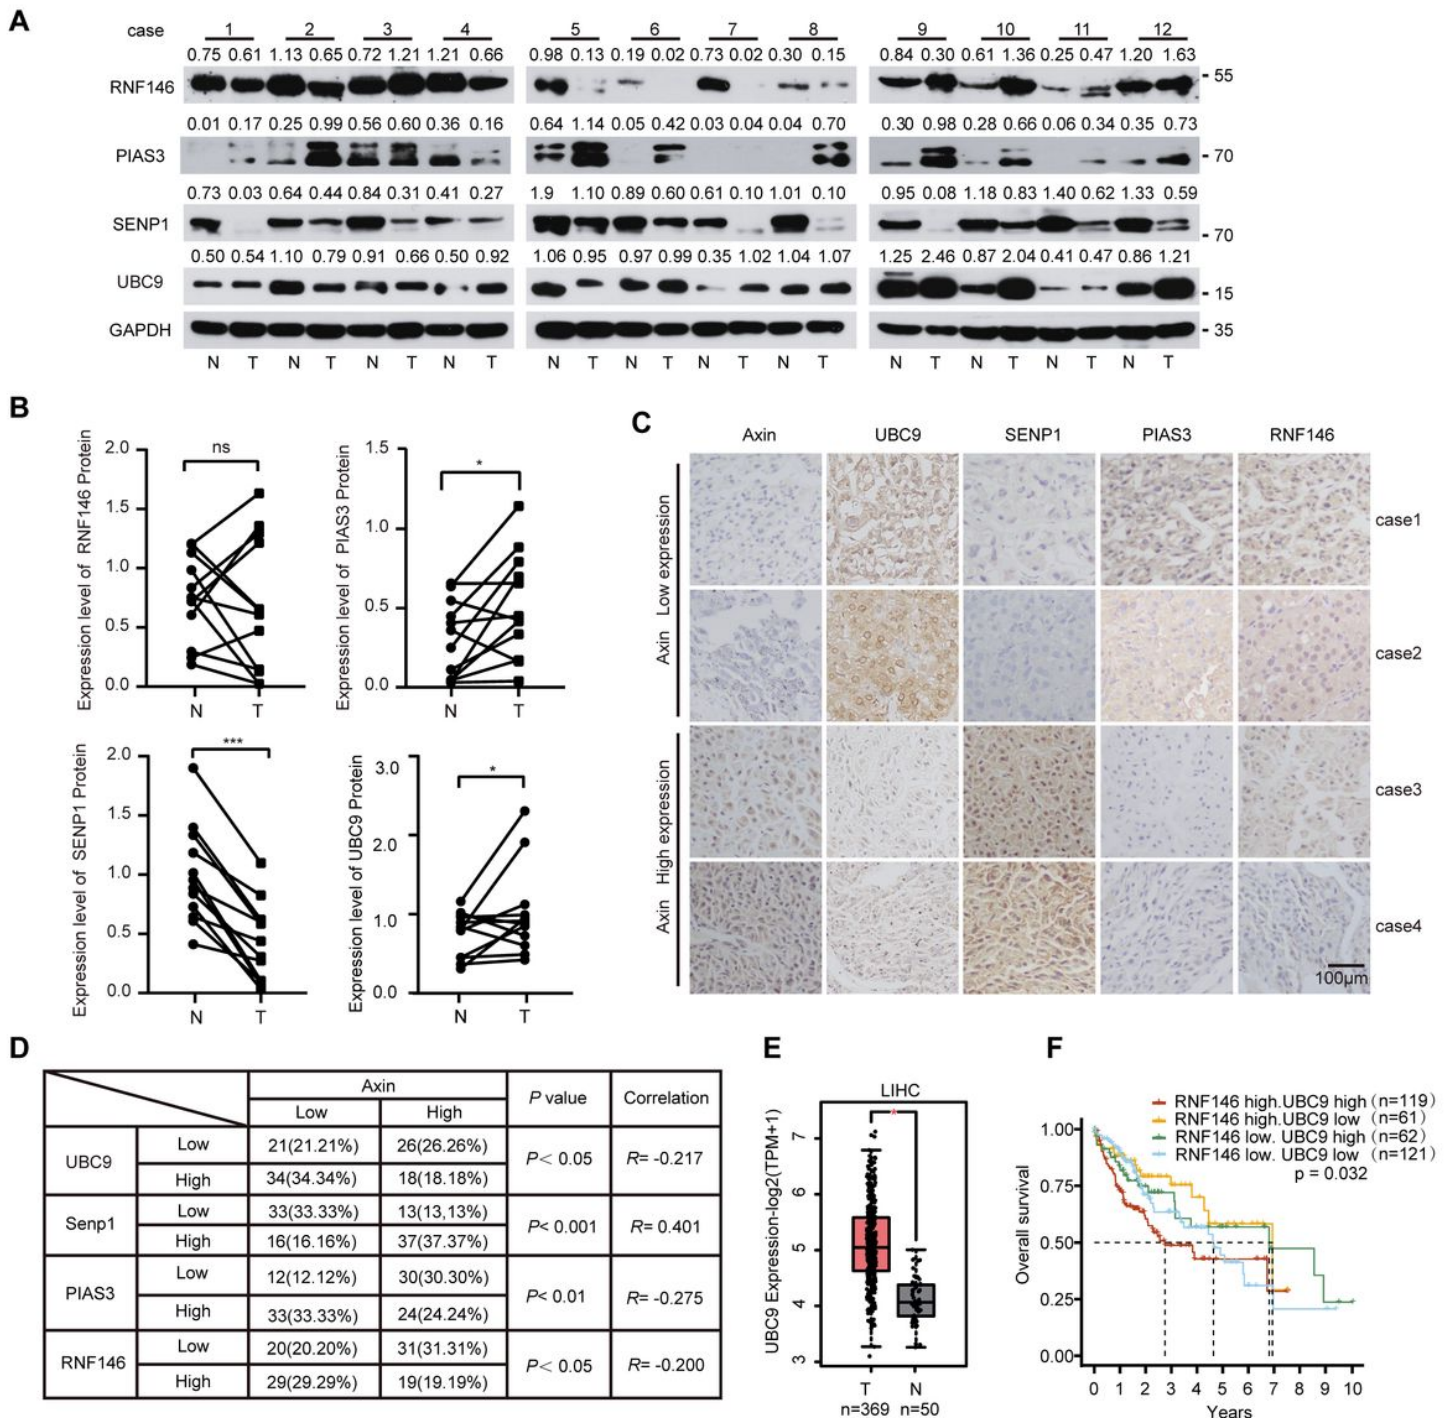 A
case 1 2 3 4 5 6 7 8 9 10 11 12
0.75 0.61 1.13 0.65 0.72 1.21 1.21 0.66 0.98 0.13 0.19 0.02 0.73 0.02 0.30 0.15 0.84 0.30 0.61 1.36 0.25 0.47 1.20 1.63
RNF146 - 55
0.01 0.17 0.25 0.99 0.56 0.60 0.36 0.16 0.64 1.14 0.05 0.42 0.03 0.04 0.04 0.70 0.30 0.98 0.28 0.66 0.06 0.34 0.35 0.73
PIAS3 - 70
0.73 0.03 0.64 0.44 0.84 0.31 0.41 0.27 1.9 1.10 0.89 0.60 0.61 0.10 1.01 0.10 0.95 0.08 1.18 0.83 1.40 0.62 1.33 0.59
SENP1 - 70
0.50 0.54 1.10 0.79 0.91 0.66 0.50 0.92 1.06 0.95 0.97 0.99 0.35 1.02 1.04 1.07 1.25 2.46 0.87 2.04 0.41 0.47 0.86 1.21
UBC9 - 15
GAPDH - 35
N T N T N T N T N T N T N T N T N T N T N T N T
B
Expression level of RNF146 Protein
2.0
1.5
1.0
0.5
0.0
ns
N T
Expression level of PIAS3 Protein
1.5
1.0
0.5
0.0
*
N T
Expression level of SENP1 Protein
2.0
1.5
1.0
0.5
0.0
***
N T
Expression level of UBC9 Protein
3.0
2.0
1.0
0.0
*
N T
C
Axin UBC9 SENP1 PIAS3 RNF146
Axin Low expression
case1
case2
Axin High expression
case3
case4
100μm
D
Axin P value Correlation
Low High
UBC9 Low 21(21.21%) 26(26.26%) P< 0.05 R= -0.217
High 34(34.34%) 18(18.18%)
Senp1 Low 33(33.33%) 13(13,13%) P< 0.001 R= 0.401
High 16(16.16%) 37(37.37%)
PIAS3 Low 12(12.12%) 30(30.30%) P< 0.01 R= -0.275
High 33(33.33%) 24(24.24%)
RNF146 Low 20(20.20%) 31(31.31%) P< 0.05 R= -0.200
High 29(29.29%) 19(19.19%)
E
LIHC
UBC9 Expression-log2(TPM+1)
7
6
5
4
3
*
T N
n=369 n=50
F
RNF146 high.UBC9 high (n=119)
RNF146 high.UBC9 low (n=61)
RNF146 low. UBC9 high (n=62)
RNF146 low. UBC9 low (n=121)
p = 0.032
Overall survival
1.00
0.75
0.50
0.25
0.00
0 1 2 3 4 5 6 7 8 9 10
Years